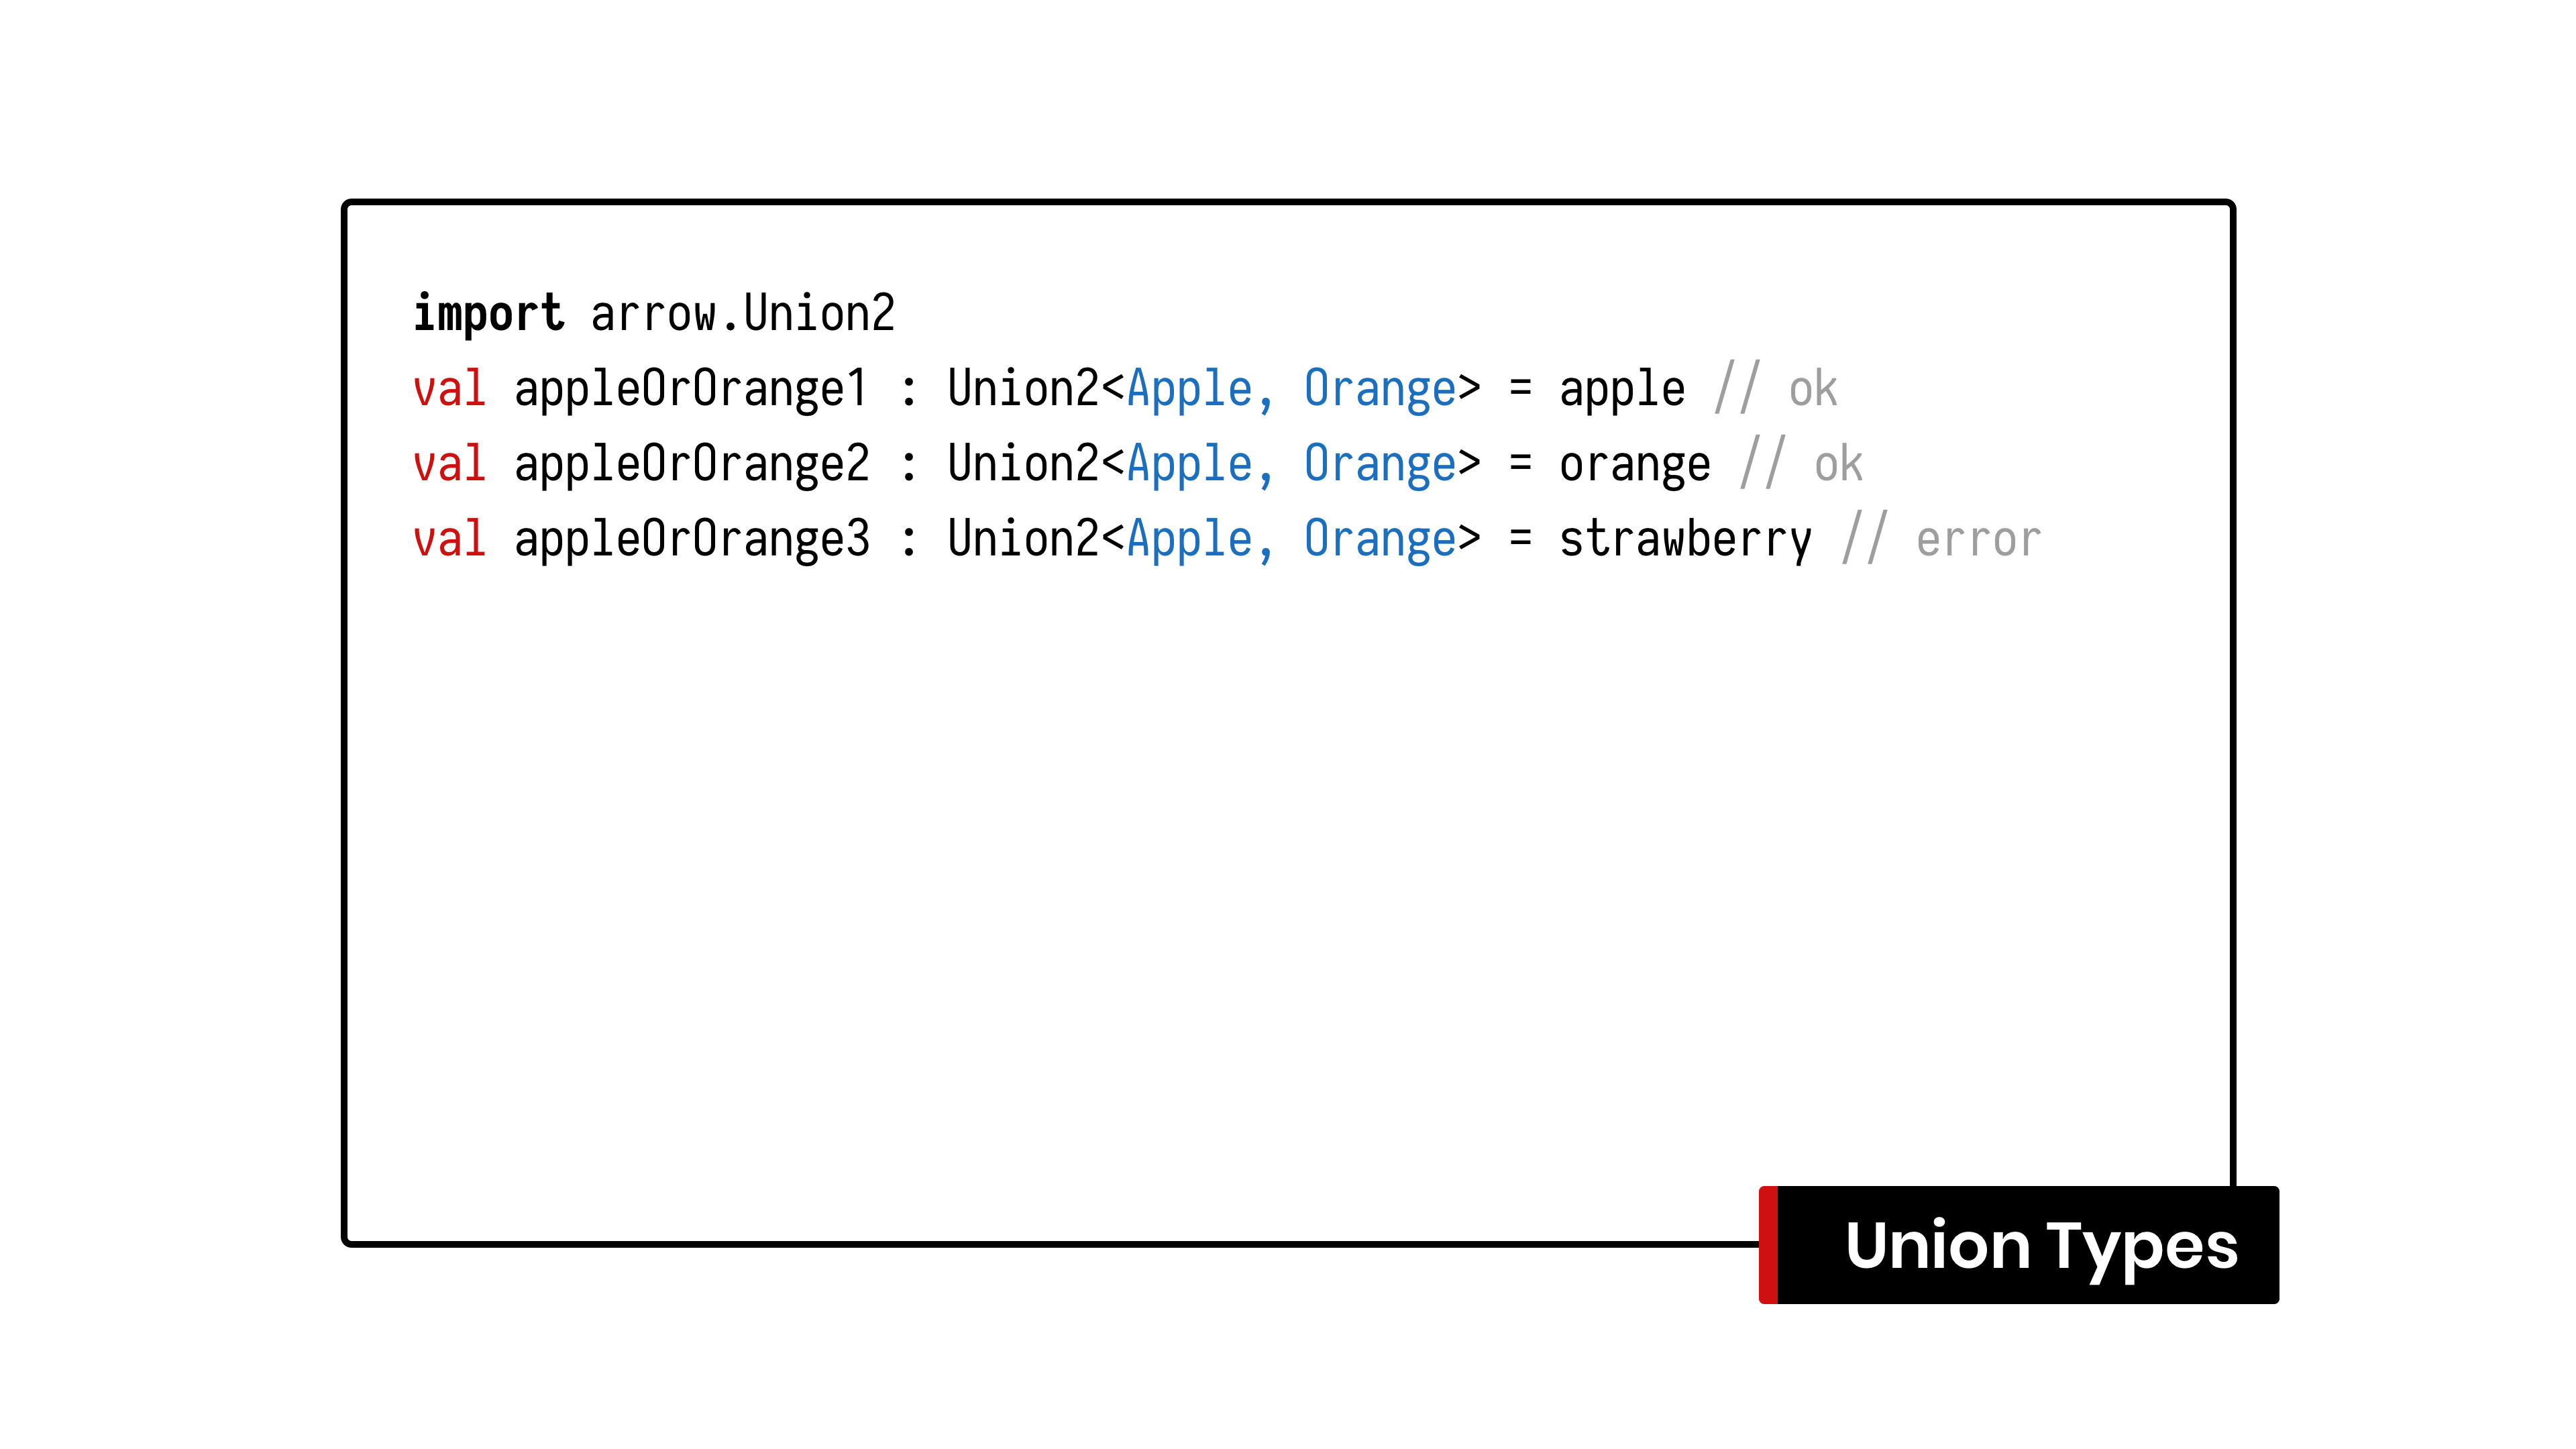 import arrow.Union2
val appleOrOrange1 : Union2<Apple, Orange> = apple // ok
val appleOrOrange2 : Union2<Apple, Orange> = orange // ok
val appleOrOrange3 : Union2<Apple, Orange> = strawberry // error
Union Types